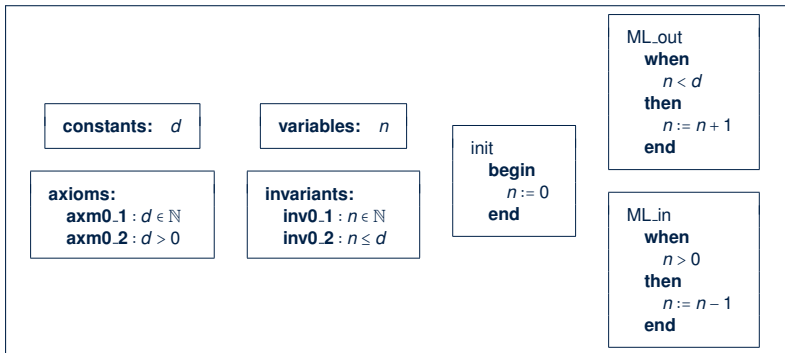 constants: d
axioms:
axm0_1 : d ∈ ℕ
axm0_2 : d > 0
variables: n
invariants:
inv0_1 : n ∈ ℕ
inv0_2 : n ≤ d
init
begin
n := 0
end
ML_out
when
n < d
then
n := n + 1
end
ML_in
when
n > 0
then
n := n − 1
end